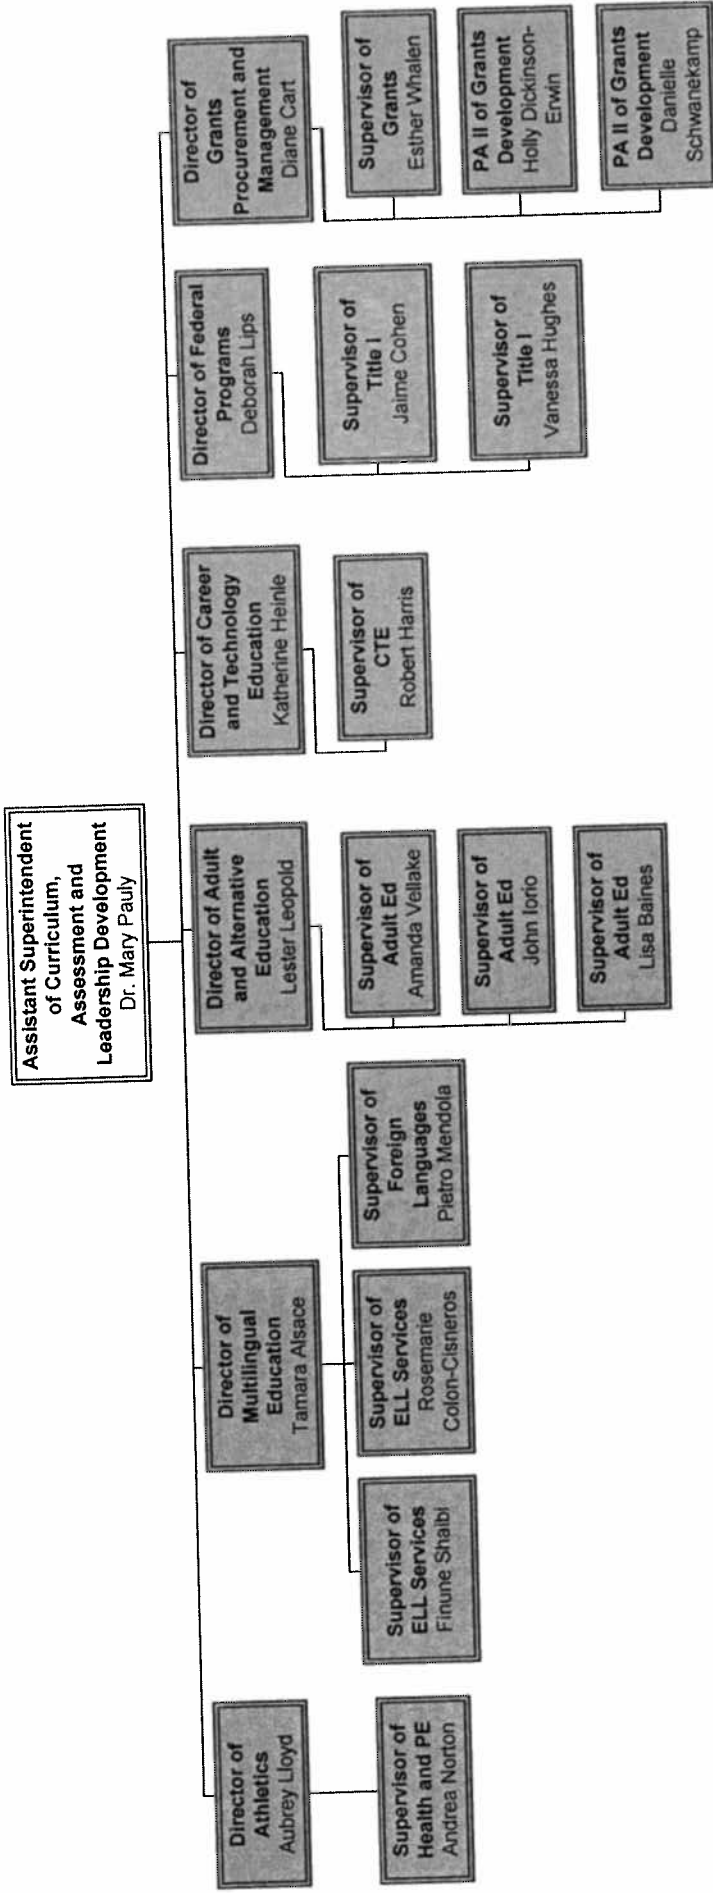 Assistant Superintendent
of Curriculum,
Assessment and
Leadership Development
Dr. Mary Pauly
Director of
Athletics
Aubrey Lloyd
Supervisor of
Health and PE
Andrea Norton
Director of
Multilingual
Education
Tamara Alsace
Supervisor of
ELL Services
Finune Shaibi
Supervisor of
ELL Services
Rosemarie
Colon-Cisneros
Supervisor of
Foreign
Languages
Pietro Mendola
Director of Adult
and Alternative
Education
Lester Leopold
Supervisor of
Adult Ed
Amanda Vellake
Supervisor of
Adult Ed
John Iorio
Supervisor of
Adult Ed
Lisa Baines
Director of Career
and Technology
Education
Katherine Heinle
Supervisor of
CTE
Robert Harris
Director of Federal
Programs
Deborah Lips
Supervisor of
Title I
Jaime Cohen
Supervisor of
Title I
Vanessa Hughes
Director of
Grants
Procurement and
Management
Diane Cart
Supervisor of
Grants
Esther Whalen
PA II of Grants
Development
Holly Dickinson-
Erwin
PA II of Grants
Development
Danielle
Schwanekamp